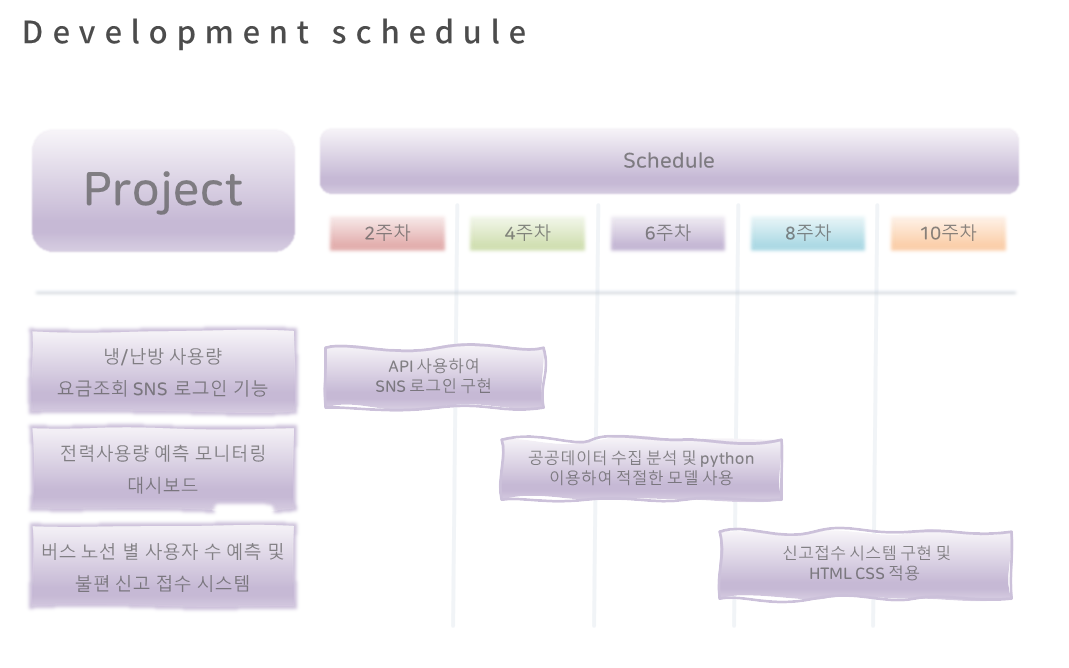 Development schedule
Project
Schedule
2주차
4주차
6주차
8주차
10주차
냉/난방 사용량
요금조회 SNS 로그인 기능
API 사용하여
SNS 로그인 구현
전력사용량 예측 모니터링
대시보드
공공데이터 수집 분석 및 python
이용하여 적절한 모델 사용
버스 노선 별 사용자 수 예측 및
불편 신고 접수 시스템
신고접수 시스템 구현 및
HTML CSS 적용